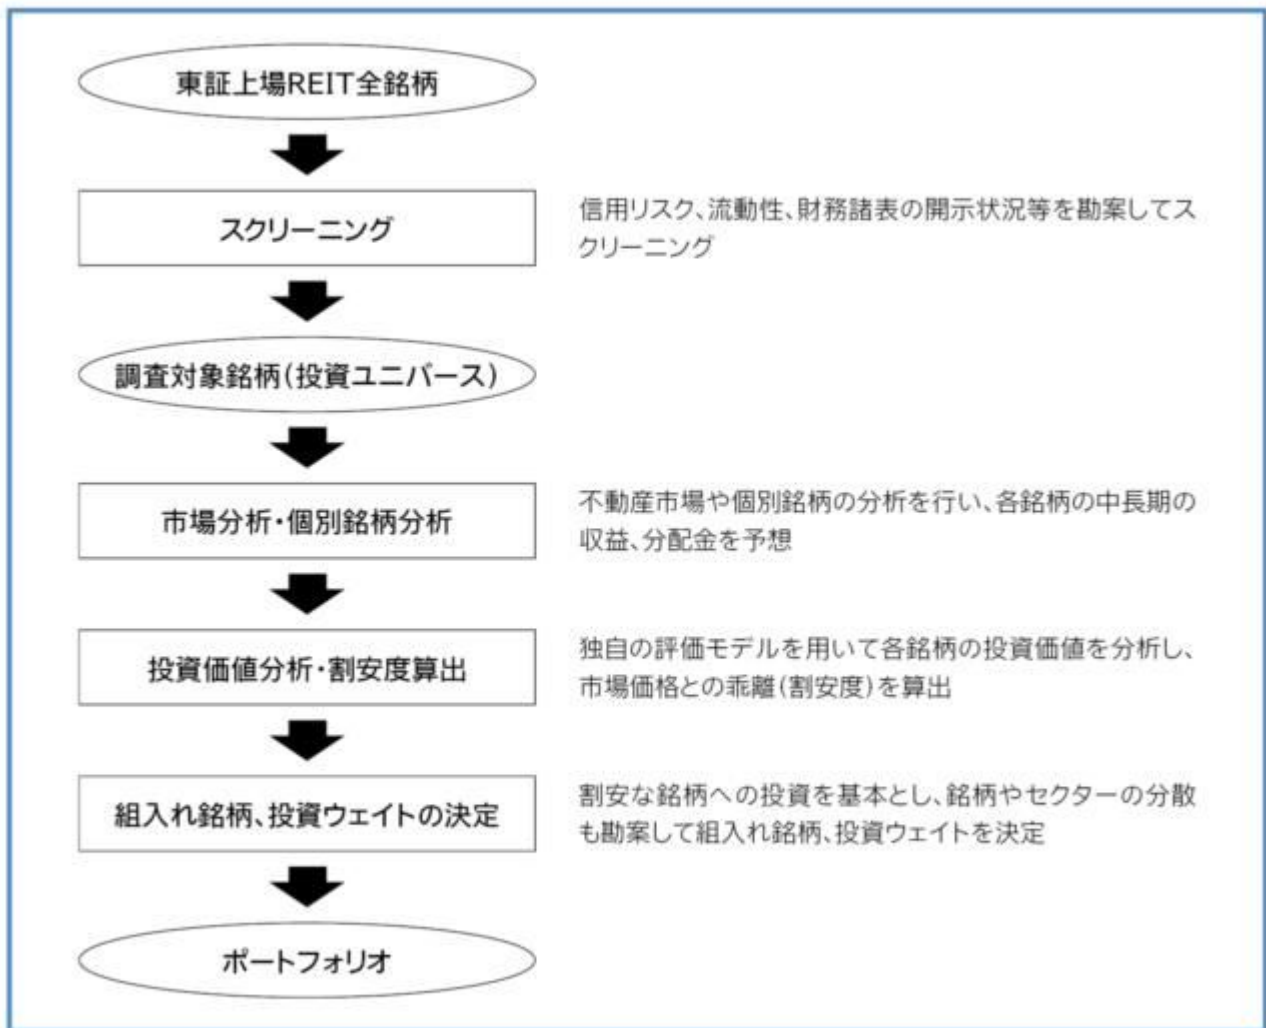 東証上場REIT全銘柄
スクリーニング
信用リスク、流動性、財務諸表の開示状況等を勘案してス
クリーニング
調査対象銘柄(投資ユニバース)
市場分析・個別銘柄分析
不動産市場や個別銘柄の分析を行い、各銘柄の中長期の
収益、分配金を予想
投資価値分析・割安度算出
独自の評価モデルを用いて各銘柄の投資価値を分析し、
市場価格との乖離(割安度)を算出
組入れ銘柄、投資ウェイトの決定
割安な銘柄への投資を基本とし、銘柄やセクターの分散
も勘案して組入れ銘柄、投資ウェイトを決定
ポートフォリオ